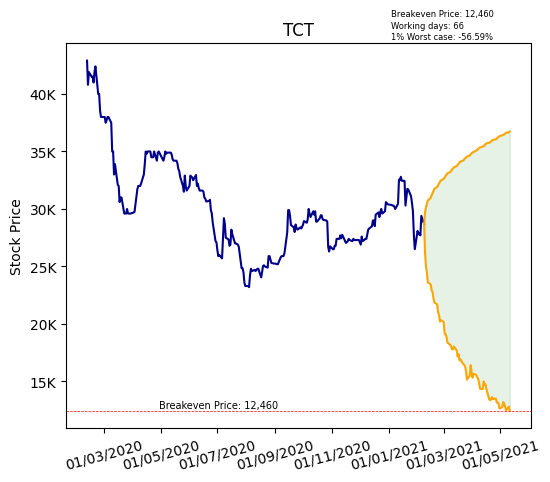 Breakeven Price: 12,460
Working days: 66
1% Worst case: -56.59%
TCT
Stock Price
40K
35K
30K
25K
20K
15K
Breakeven Price: 12,460
01/03/2020
01/05/2020
01/07/2020
01/09/2020
01/11/2020
01/01/2021
01/03/2021
01/05/2021